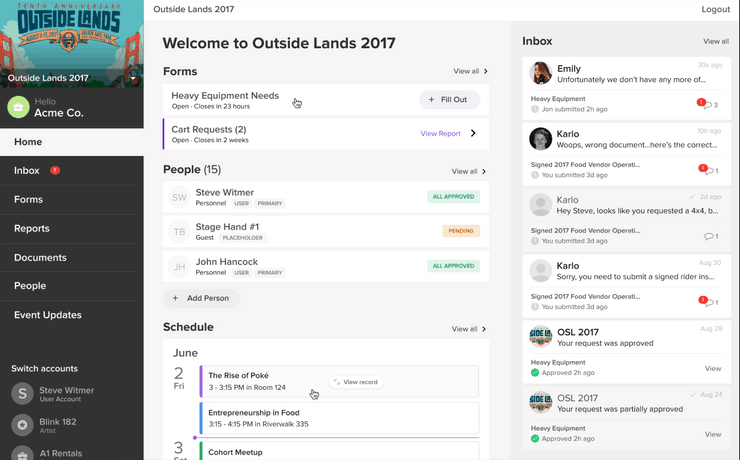 TENTH ANNIVERSARY
OUTSIDE LANDS
Outside Lands 2017
Hello
Acme Co.
Home
Inbox
Forms
Reports
Documents
People
Event Updates
Switch accounts
S
Steve Witmer
User Account
Blink 182
Artist
A1 Rentals
Outside Lands 2017
Logout
Welcome to Outside Lands 2017
Forms
View all
Heavy Equipment Needs
Open · Closes in 23 hours
+ Fill Out
Cart Requests (2)
Open · Closes in 2 weeks
View Report
People (15)
View all
SW
Steve Witmer
Personnel USER PRIMARY
ALL APPROVED
TB
Stage Hand #1
Guest PLACEHOLDER
PENDING
JH
John Hancock
Personnel USER PRIMARY
ALL APPROVED
+ Add Person
Schedule
View all
June
2
Fri
The Rise of Poké
3 - 3:15 PM in Room 124
View record
Entrepreneurship in Food
3:15 - 4:15 PM in Riverwalk 335
3
Sat
Cohort Meetup
Inbox
View all
Emily
30s ago
Unfortunately we don't have any more of...
Heavy Equipment
Jon submitted 2h ago
1
3
Karlo
10h ago
Woops, wrong document...here's the correct...
Signed 2017 Food Vendor Operati...
You submitted 3d ago
1
Karlo
2d ago
Hey Steve, looks like you requested a 4x4, b...
Signed 2017 Food Vendor Operati...
You submitted 3d ago
1
Karlo
Aug 30
Sorry, you need to submit a signed rider ins...
Signed 2017 Food Vendor Operati...
You submitted 3d ago
1
1
OSL 2017
Aug 28
Your request was approved
Heavy Equipment
Approved 2h ago
View
OSL 2017
Aug 24
Your request was partially approved
Heavy Equipment
Approved 2h ago
View